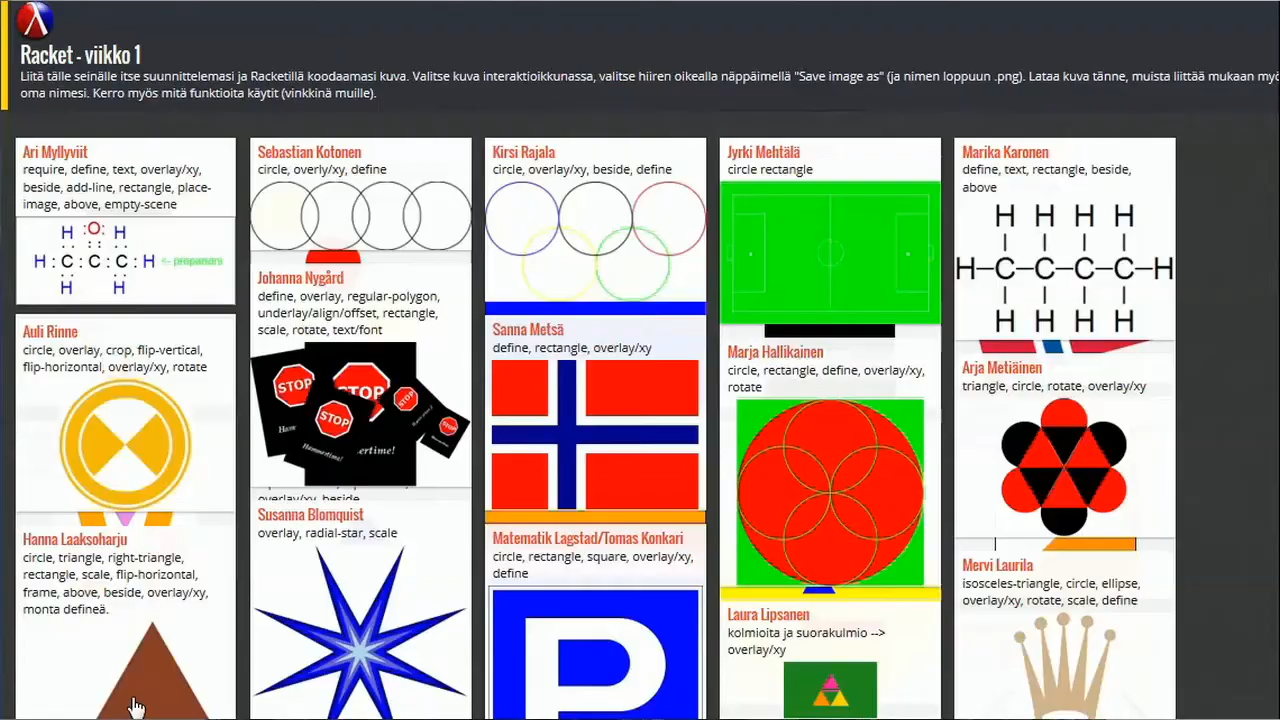 Racket - viikko 1
Liitä tälle seinälle itse suunnittelemasi ja Racketillä koodaamasi kuva. Valitse kuva interaktioikkunassa, valitse hiiren oikealla näppäimellä "Save image as" (ja nimen loppuun .png). Lataa kuva tänne, muista liittää mukaan myö
oma nimesi. Kerro myös mitä funktioita käytit (vinkkinä muille).
Ari Myllyviit
require, define, text, overlay/xy,
beside, add-line, rectangle, place-
image, above, empty-scene
H :O: H
H : C : C : C : H
H H
Auli Rinne
circle, overlay, crop, flip-vertical,
flip-horizontal, overlay/xy, rotate
Hanna Laaksoharju
circle, triangle, right-triangle,
rectangle, scale, flip-horizontal,
frame, above, beside, overlay/xy,
monta defineä.
Sebastian Kotonen
circle, overly/xy, define
Johanna Nygård
define, overlay, regular-polygon,
underlay/align/offset, rectangle,
scale, rotate, text/font
STOP
STOP
STOP
STOP
STOP
Hammertime!
ertime!
overlay/xy, beside
Susanna Blomquist
overlay, radial-star, scale
Kirsi Rajala
circle, overlay/xy, beside, define
Sanna Metsä
define, rectangle, overlay/xy
Matematik Lagstad/Tomas Konkari
circle, rectangle, square, overlay/xy,
define
P
Jyrki Mehtälä
circle rectangle
Marja Hallikainen
circle, rectangle, define, overlay/xy,
rotate
Laura Lipsanen
kolmioita ja suorakulmio -->
overlay/xy
Marika Karonen
define, text, rectangle, beside,
above
H H H H
H–C–C–C–C–H
H H H H
Arja Metiäinen
triangle, circle, rotate, overlay/xy
Mervi Laurila
isosceles-triangle, circle, ellipse,
overlay/xy, rotate, scale, define